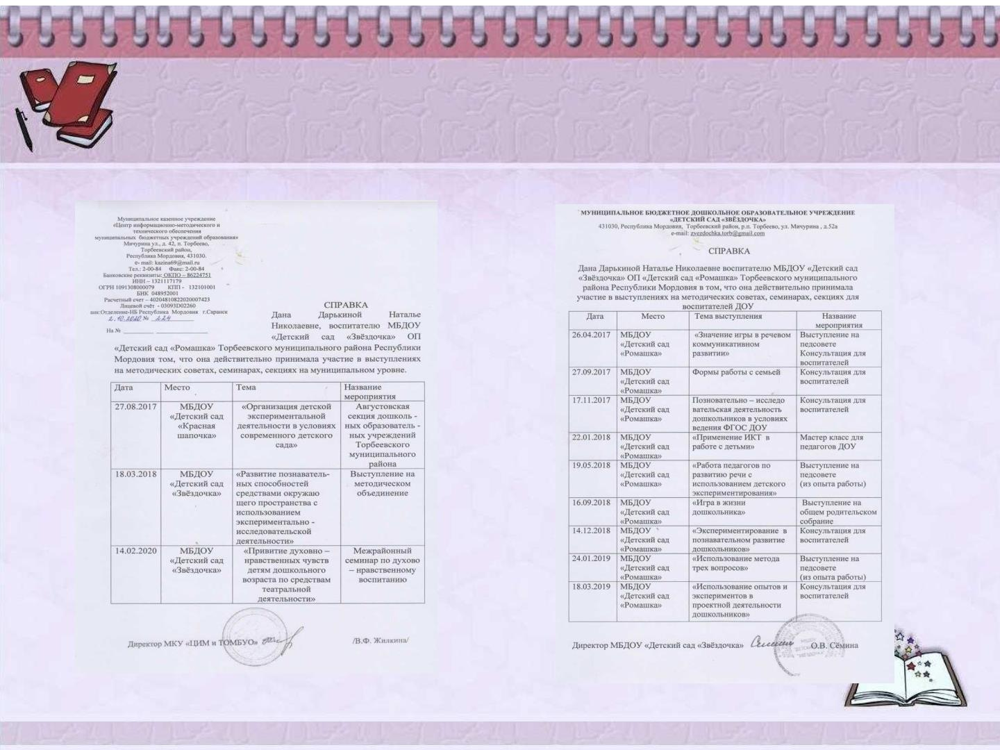 Муниципальное казенное учреждение
«Центр информационно-методического и
технического обеспечения
муниципальных бюджетных учреждений образования»
Мичурина ул., д. 42, п. Торбеево,
Торбеевский район,
Республика Мордовия, 431030.
е- mail: kazina69@mail.ru
Тел.: 2-00-84 Факс: 2-00-84
Банковские реквизиты: ОКПО – 86224751
ИНН – 1321117179
ОГРН 1091308000079 КПП - 132101001
БИК 048952001
Расчетный счет – 40204810822020007423
Лицевой счёт - 03093D02260
анк:Отделение-НБ Республика Мордовия г.Саранск
2.10.2020 № 224
На №
СПРАВКА
Дана Дарькиной Наталье
Николаевне, воспитателю МБДОУ
«Детский сад «Звёздочка» ОП
«Детский сад «Ромашка» Торбеевского муниципального района Республики
Мордовия том, что она действительно принимала участие в выступлениях
на методических советах, семинарах, секциях на муниципальном уровне.
Дата Место Тема Название
мероприятия
27.08.2017 МБДОУ «Организация детской Августовская
«Детский сад экспериментальной секция дошколь -
«Красная деятельности в условиях ных образователь -
шапочка» современного детского ных учреждений
сада» Торбеевского
муниципального
района
18.03.2018 МБДОУ «Развитие познаватель- Выступление на
«Детский сад ных способностей методическом
«Звёздочка» средствами окружаю объединение
щего пространства с
использованием
экспериментально -
исследовательской
деятельности»
14.02.2020 МБДОУ «Привитие духовно – Межрайонный
«Детский сад нравственных чувств семинар по духово
«Звёздочка» детям дошкольного – нравственному
возраста по средствам воспитанию
театральной
деятельности»
Директор МКУ «ЦИМ и ТОМБУО» /В.Ф. Жилкина/
МУНИЦИПАЛЬНОЕ БЮДЖЕТНОЕ ДОШКОЛЬНОЕ ОБРАЗОВАТЕЛЬНОЕ УЧРЕЖДЕНИЕ
«ДЕТСКИЙ САД «ЗВЁЗДОЧКА»
431030, Республика Мордовия, Торбеевский район, р.п. Торбеево, ул. Мичурина , д.52а
e-mail: zvezdochka.torb@gmail.com
СПРАВКА
Дана Дарькиной Наталье Николаевне воспитателю МБДОУ «Детский сад
«Звёздочка» ОП «Детский сад «Ромашка» Торбеевского муниципального
района Республики Мордовия в том, что она действительно принимала
участие в выступлениях на методических советах, семинарах, секциях для
воспитателей ДОУ
Дата Место Тема выступления Название
мероприятия
26.04.2017 МБДОУ «Значение игры в речевом Выступление на
«Детский сад коммуникативном педсовете
«Ромашка» развитии» Консультация для
воспитателей
27.09.2017 МБДОУ Формы работы с семьей Консультация для
«Детский сад воспитателей
«Ромашка»
17.11.2017 МБДОУ Позновательно – исследо Консультация для
«Детский сад вательская деятельность воспитателей
«Ромашка» дошкольников в условиях
ведения ФГОС ДОУ
22.01.2018 МБДОУ «Применение ИКТ в Мастер класс для
«Детский сад работе с детьми» педагогов ДОУ
«Ромашка»
19.05.2018 МБДОУ «Работа педагогов по Выступление на
«Детский сад развитию речи с педсовете
«Ромашка» использованием детского (из опыта работы)
экспериментирования»
16.09.2018 МБДОУ «Игра в жизни Выступление на
«Детский сад дошкольника» общем родительском
«Ромашка» собрание
14.12.2018 МБДОУ «Экспериментирование в Консультация для
«Детский сад познавательном развитие воспитателей
«Ромашка» дошкольников»
24.01.2019 МБДОУ «Использование метода Выступление на
«Детский сад трех вопросов» педсовете
«Ромашка» (из опыта работы)
18.03.2019 МБДОУ «Использование опытов и Консультация для
«Детский сад экспериментов в воспитателей
«Ромашка» проектной деятельности
дошкольников»
Директор МБДОУ «Детский сад «Звёздочка» О.В. Сёмина